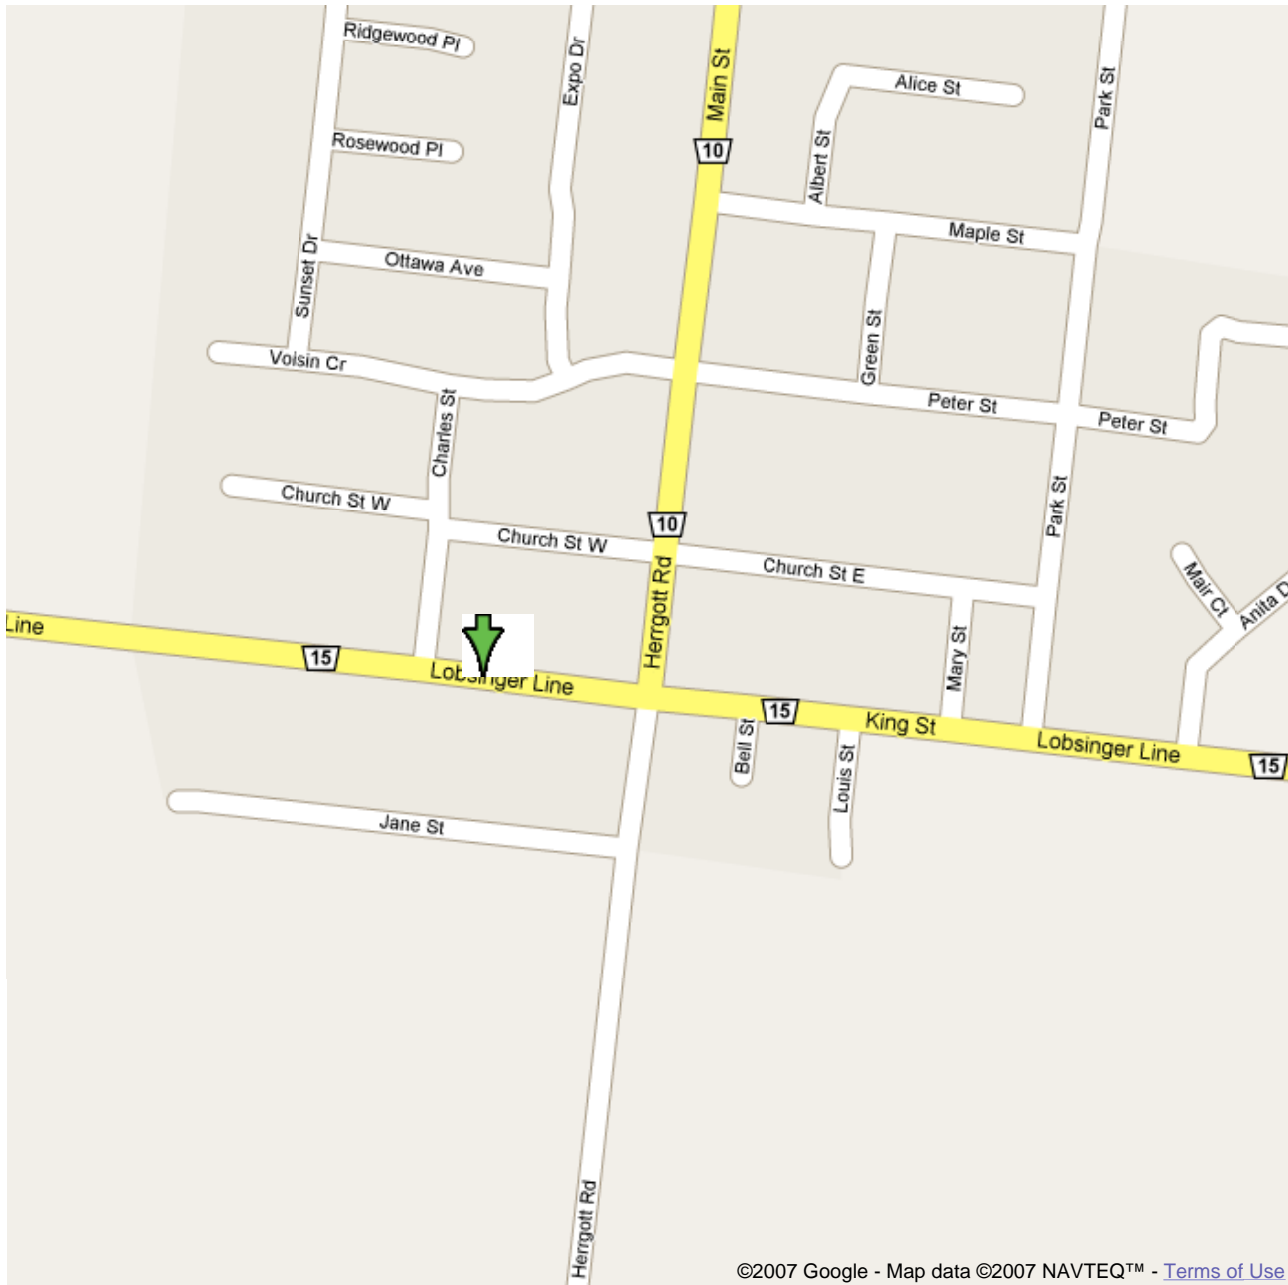 Ridgewood Pl
Expo Dr
Main St
Alice St
Park St
10
Rosewood Pl
Albert St
Maple St
Sunset Dr
Ottawa Ave
Green St
Voisin Cr
Charles St
Peter St
Peter St
Church St W
Park St
10
Church St W
Church St E
Mair Ct
Anita D
Herrgott Rd
Line
15
Mary St
Lobsinger Line
15
King St
Bell St
Lobsinger Line
15
Louis St
Jane St
Herrgott Rd
©2007 Google - Map data ©2007 NAVTEQ™ - Terms of Use